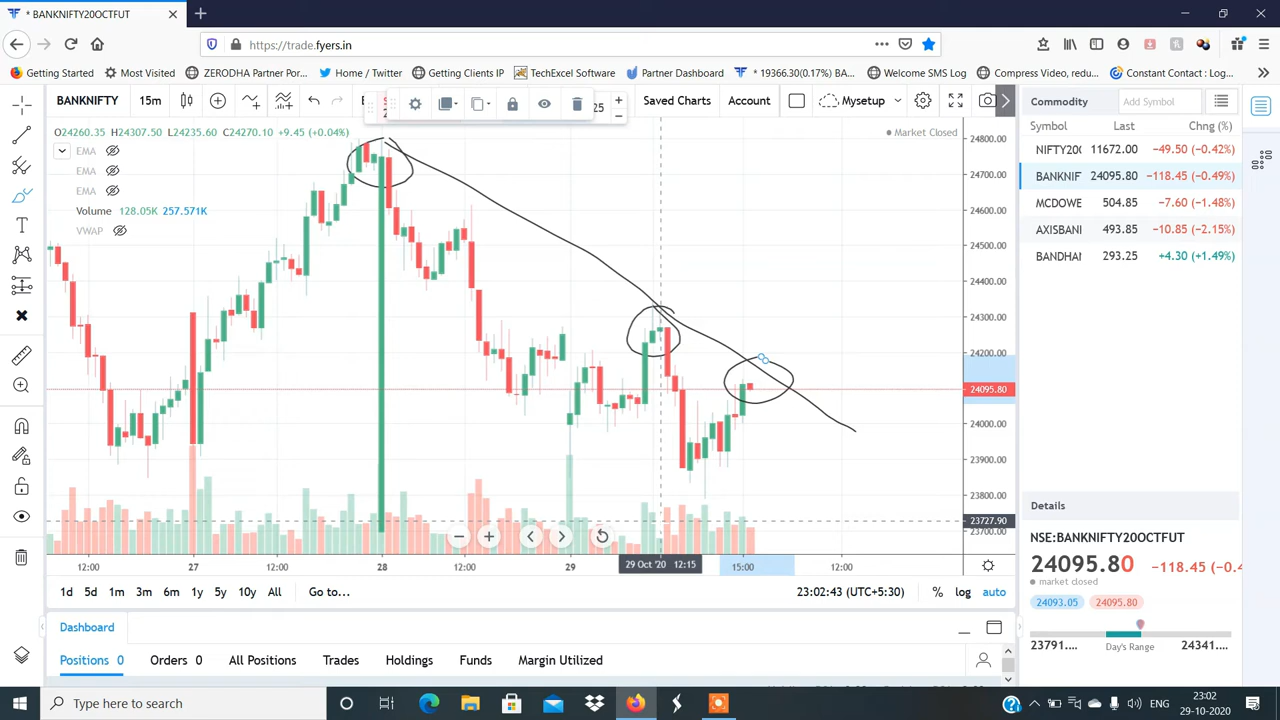 * BANKNIFTY20OCTFUT
https://trade.fyers.in
Getting Started Most Visited ZERODHA Partner Por... Home / Twitter Getting Clients IP TechExcel Software Partner Dashboard * 19366.30(0.17%) BA... Welcome SMS Log Compress Video, redu... Constant Contact : Log...
BANKNIFTY 15m 25 Saved Charts Account Mysetup
O24260.35 H24307.50 L24235.60 C24270.10 +9.45 (+0.04%)
Market Closed
EMA
EMA
EMA
Volume 128.05K 257.571K
VWAP
24800.00
24700.00
24600.00
24500.00
24400.00
24300.00
24200.00
24095.80
24000.00
23900.00
23800.00
23727.90
23700.00
12:00 27 12:00 28 12:00 29 29 Oct '20 12:15 15:00 12:00
1d 5d 1m 3m 6m 1y 5y 10y All Go to... 23:02:43 (UTC+5:30) % log auto
Dashboard
Positions 0 Orders 0 All Positions Trades Holdings Funds Margin Utilized
Commodity Add Symbol
Symbol Last Chng (%)
NIFTY20( 11672.00 −49.50 (−0.42%)
BANKNIF 24095.80 −118.45 (−0.49%)
MCDOWE 504.85 −7.60 (−1.48%)
AXISBANI 493.85 −10.85 (−2.15%)
BANDHAI 293.25 +4.30 (+1.49%)
Details
NSE:BANKNIFTY20OCTFUT
24095.80 −118.45 (−0.4
market closed
24093.05 24095.80
23791.... Day's Range 24341....
Type here to search
ENG
23:02
29-10-2020